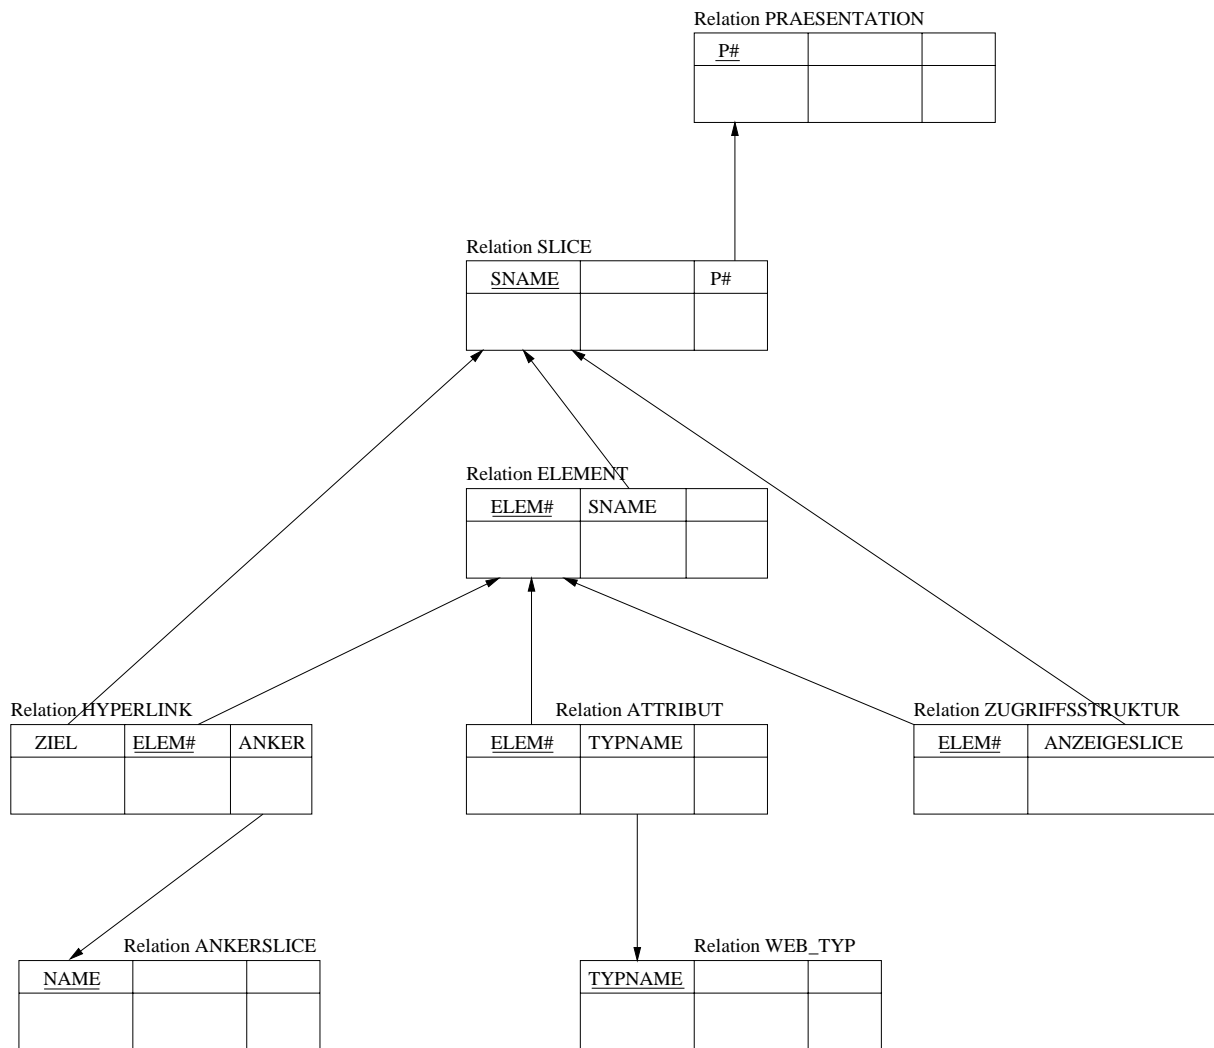 Relation PRAESENTATION
P#
Relation SLICE
SNAME P#
Relation ELEMENT
ELEM# SNAME
Relation HYPERLINK
ZIEL ELEM# ANKER
Relation ATTRIBUT
ELEM# TYPNAME
Relation ZUGRIFFSSTRUKTUR
ELEM# ANZEIGESLICE
Relation ANKERSLICE
NAME
Relation WEB_TYP
TYPNAME